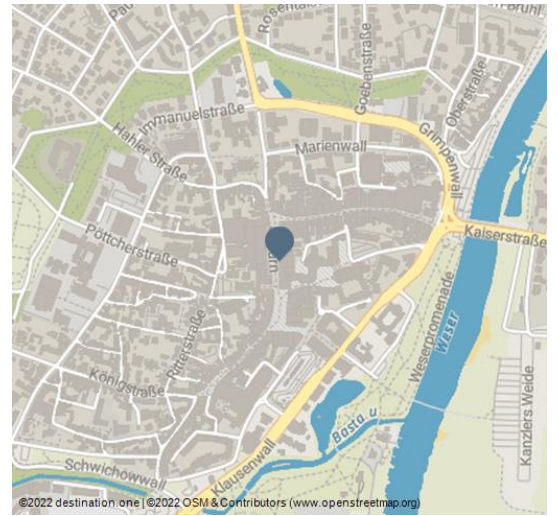 Rosental
Brühl
Oberstraße
Goebenstraße
Immanuelstraße
Grimpenwall
Hahler Straße
Marienwall
Pöttcherstraße
Kaiserstraße
Ritterstraße
Weserpromenade
Weser
Königstraße
Kanzlers Weide
Basta u
Klausenwall
Schwichowwall
©2022 destination.one | ©2022 OSM & Contributors (www.openstreetmap.org)